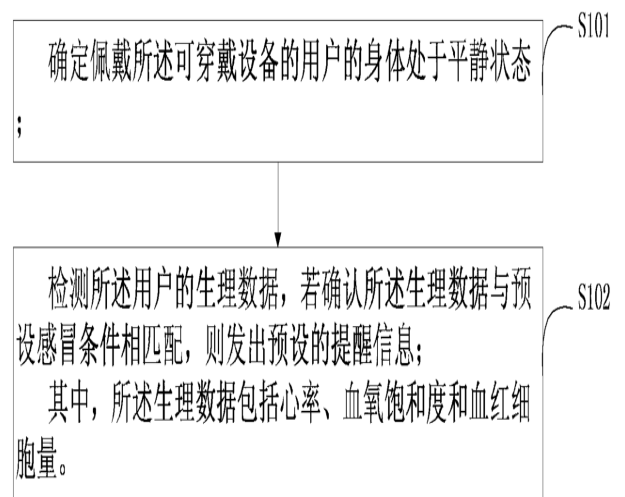 确定佩戴所述可穿戴设备的用户的身体处于平静状态
；
S101
检测所述用户的生理数据，若确认所述生理数据与预
设感冒条件相匹配，则发出预设的提醒信息；
其中，所述生理数据包括心率、血氧饱和度和血红细
胞量。
S102